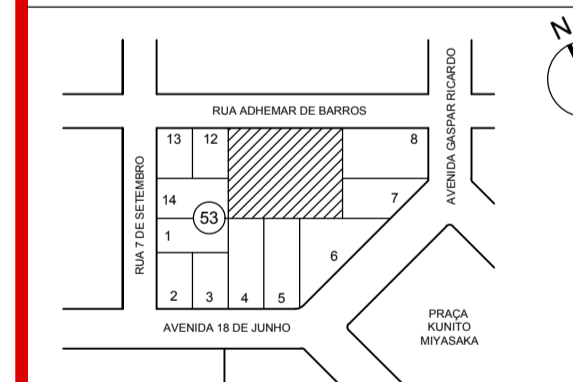 N
RUA ADHEMAR DE BARROS
AVENIDA GASPAR RICARDO
13
12
8
RUA 7 DE SETEMBRO
14
7
53
1
6
2
3
4
5
AVENIDA 18 DE JUNHO
PRAÇA
KUNITO
MIYASAKA